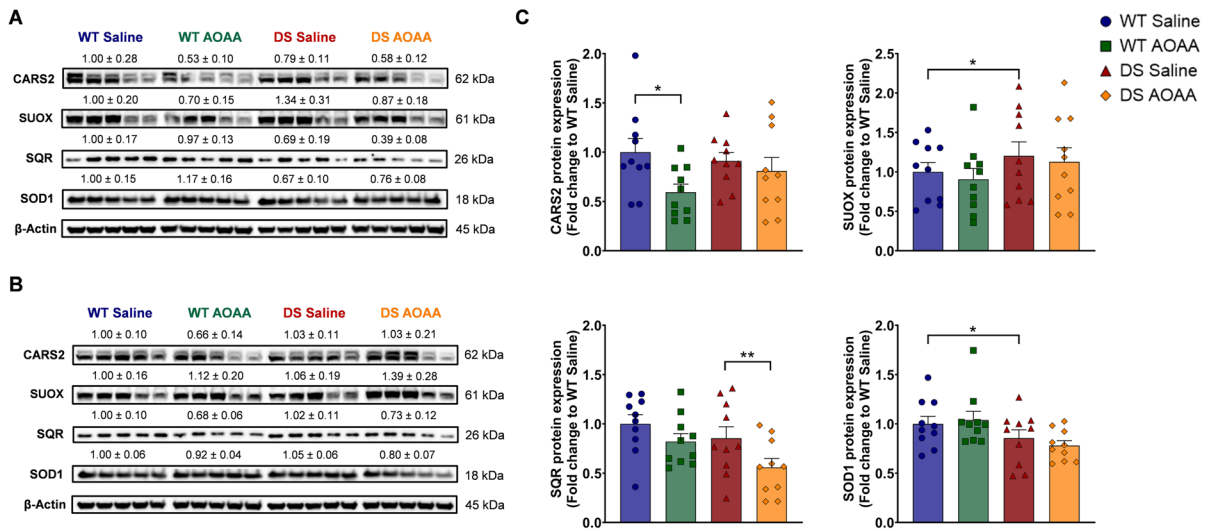 A
WT Saline WT AOAA DS Saline DS AOAA
1.00 ± 0.28 0.53 ± 0.10 0.79 ± 0.11 0.58 ± 0.12
CARS2 62 kDa
1.00 ± 0.20 0.70 ± 0.15 1.34 ± 0.31 0.87 ± 0.18
SUOX 61 kDa
1.00 ± 0.17 0.97 ± 0.13 0.69 ± 0.19 0.39 ± 0.08
SQR 26 kDa
1.00 ± 0.15 1.17 ± 0.16 0.67 ± 0.10 0.76 ± 0.08
SOD1 18 kDa
β-Actin 45 kDa
B
WT Saline WT AOAA DS Saline DS AOAA
1.00 ± 0.10 0.66 ± 0.14 1.03 ± 0.11 1.03 ± 0.21
CARS2 62 kDa
1.00 ± 0.16 1.12 ± 0.20 1.06 ± 0.19 1.39 ± 0.28
SUOX 61 kDa
1.00 ± 0.10 0.68 ± 0.06 1.02 ± 0.11 0.73 ± 0.12
SQR 26 kDa
1.00 ± 0.06 0.92 ± 0.04 1.05 ± 0.06 0.80 ± 0.07
SOD1 18 kDa
β-Actin 45 kDa
C
CARS2 protein expression
(Fold change to WT Saline)
2.0
1.5
1.0
0.5
0.0
*
SUOX protein expression
(Fold change to WT Saline)
2.5
2.0
1.5
1.0
0.5
0.0
*
WT Saline
WT AOAA
DS Saline
DS AOAA
SQR protein expression
(Fold change to WT Saline)
2.0
1.5
1.0
0.5
0.0
**
SOD1 protein expression
(Fold change to WT Saline)
2.0
1.5
1.0
0.5
0.0
*